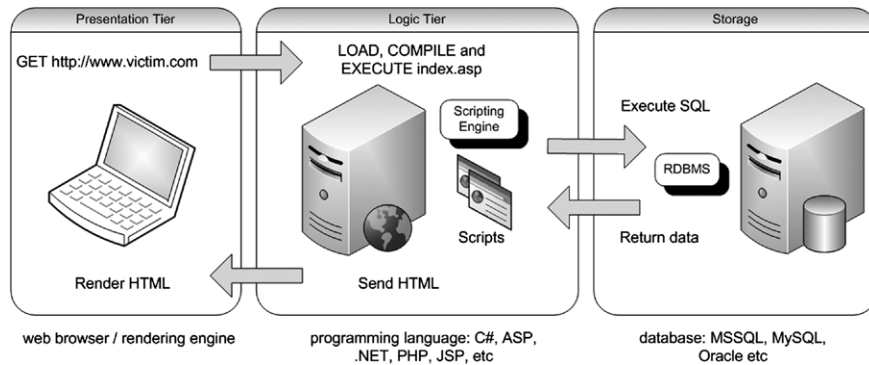 Presentation Tier
GET http://www.victim.com
Render HTML
web browser / rendering engine
Logic Tier
LOAD, COMPILE and
EXECUTE index.asp
Scripting
Engine
Scripts
Send HTML
programming language: C#, ASP,
.NET, PHP, JSP, etc
Storage
Execute SQL
RDBMS
Return data
database: MSSQL, MySQL,
Oracle etc